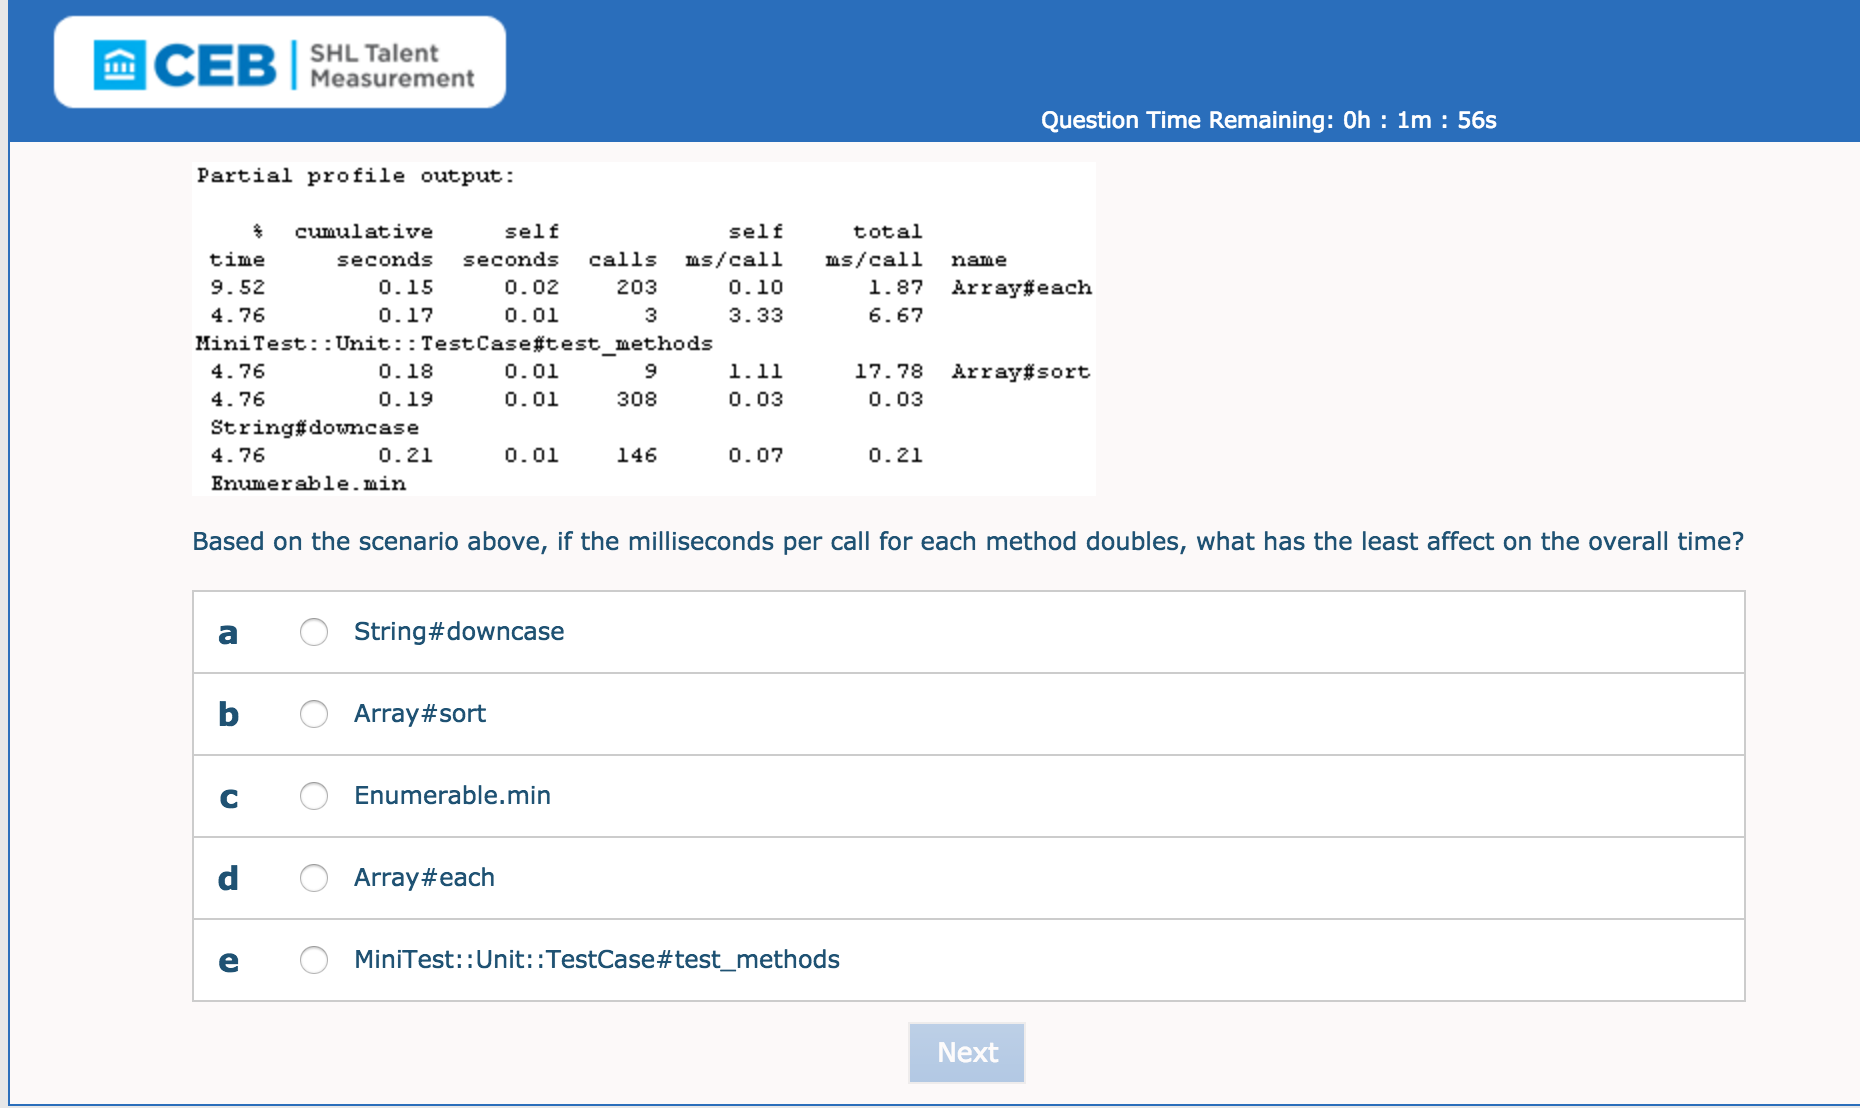 CEB
SHL Talent
Measurement
Question Time Remaining: 0h : 1m : 56s
Partial profile output:
% cumulative self self total
time seconds seconds calls ms/call ms/call name
9.52 0.15 0.02 203 0.10 1.87 Array#each
4.76 0.17 0.01 3 3.33 6.67
MiniTest::Unit::TestCase#test_methods
4.76 0.18 0.01 9 1.11 17.78 Array#sort
4.76 0.19 0.01 308 0.03 0.03
String#downcase
4.76 0.21 0.01 146 0.07 0.21
Enumerable.min
Based on the scenario above, if the milliseconds per call for each method doubles, what has the least affect on the overall time?
a String#downcase
b Array#sort
c Enumerable.min
d Array#each
e MiniTest::Unit::TestCase#test_methods
Next